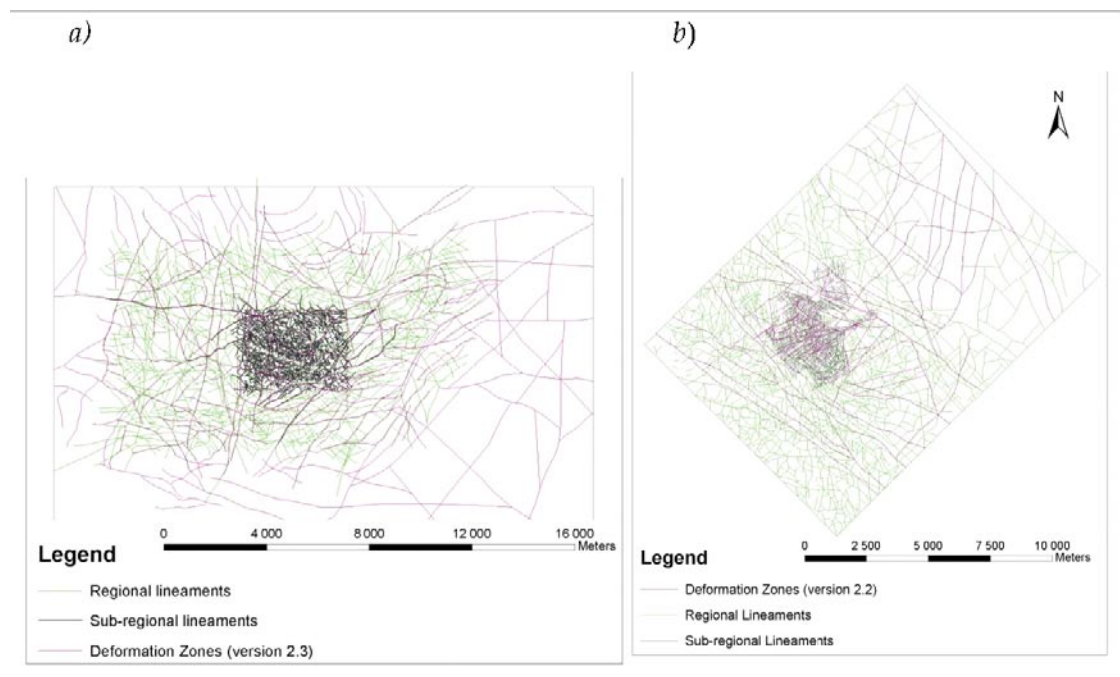 a)
b)
N
0 4 000 8 000 12 000 16 000
Meters
Legend
Regional lineaments
Sub-regional lineaments
Deformation Zones (version 2.3)
0 2 500 5 000 7 500 10 000
Meters
Legend
Deformation Zones (version 2.2)
Regional Lineaments
Sub-regional Lineaments